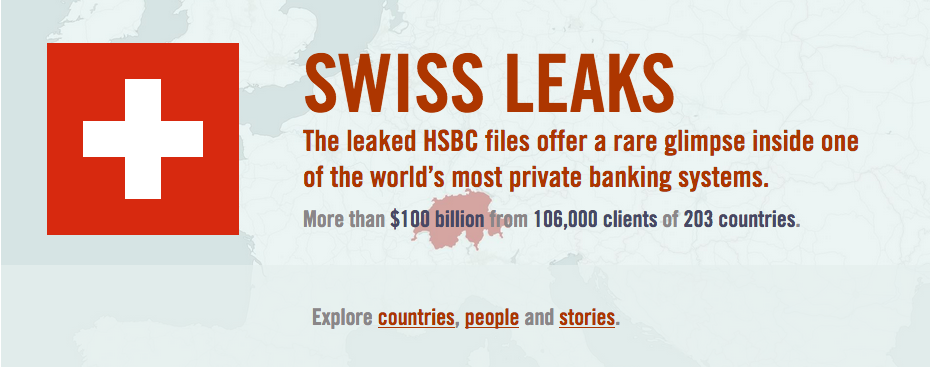 SWISS LEAKS
The leaked HSBC files offer a rare glimpse inside one
of the world's most private banking systems.
More than $100 billion from 106,000 clients of 203 countries.
Explore countries, people and stories.